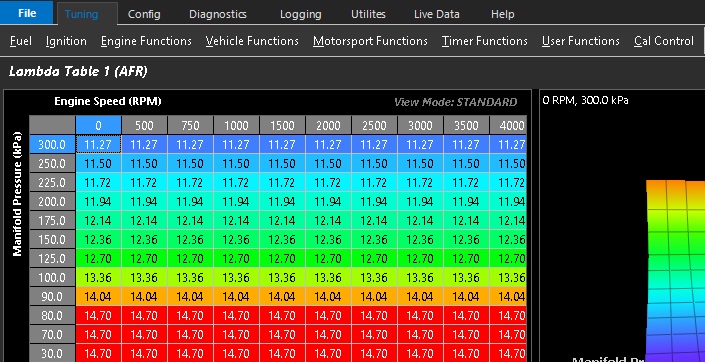 File Tuning Config Diagnostics Logging Utilites Live Data Help
Fuel Ignition Engine Functions Vehicle Functions Motorsport Functions Timer Functions User Functions Cal Control
Lambda Table 1 (AFR)
Engine Speed (RPM) View Mode: STANDARD
0 RPM, 300.0 kPa
Manifold Pressure (kPa)
0 500 750 1000 1500 2000 2500 3000 3500 4000
300.0 11.27 11.27 11.27 11.27 11.27 11.27 11.27 11.27 11.27 11.27
250.0 11.50 11.50 11.50 11.50 11.50 11.50 11.50 11.50 11.50 11.50
225.0 11.72 11.72 11.72 11.72 11.72 11.72 11.72 11.72 11.72 11.72
200.0 11.94 11.94 11.94 11.94 11.94 11.94 11.94 11.94 11.94 11.94
175.0 12.14 12.14 12.14 12.14 12.14 12.14 12.14 12.14 12.14 12.14
150.0 12.36 12.36 12.36 12.36 12.36 12.36 12.36 12.36 12.36 12.36
125.0 12.70 12.70 12.70 12.70 12.70 12.70 12.70 12.70 12.70 12.70
100.0 13.36 13.36 13.36 13.36 13.36 13.36 13.36 13.36 13.36 13.36
90.0 14.04 14.04 14.04 14.04 14.04 14.04 14.04 14.04 14.04 14.04
80.0 14.70 14.70 14.70 14.70 14.70 14.70 14.70 14.70 14.70 14.70
70.0 14.70 14.70 14.70 14.70 14.70 14.70 14.70 14.70 14.70 14.70
30.0 14.70 14.70 14.70 14.70 14.70 14.70 14.70 14.70 14.70 14.70
Manifold Pr